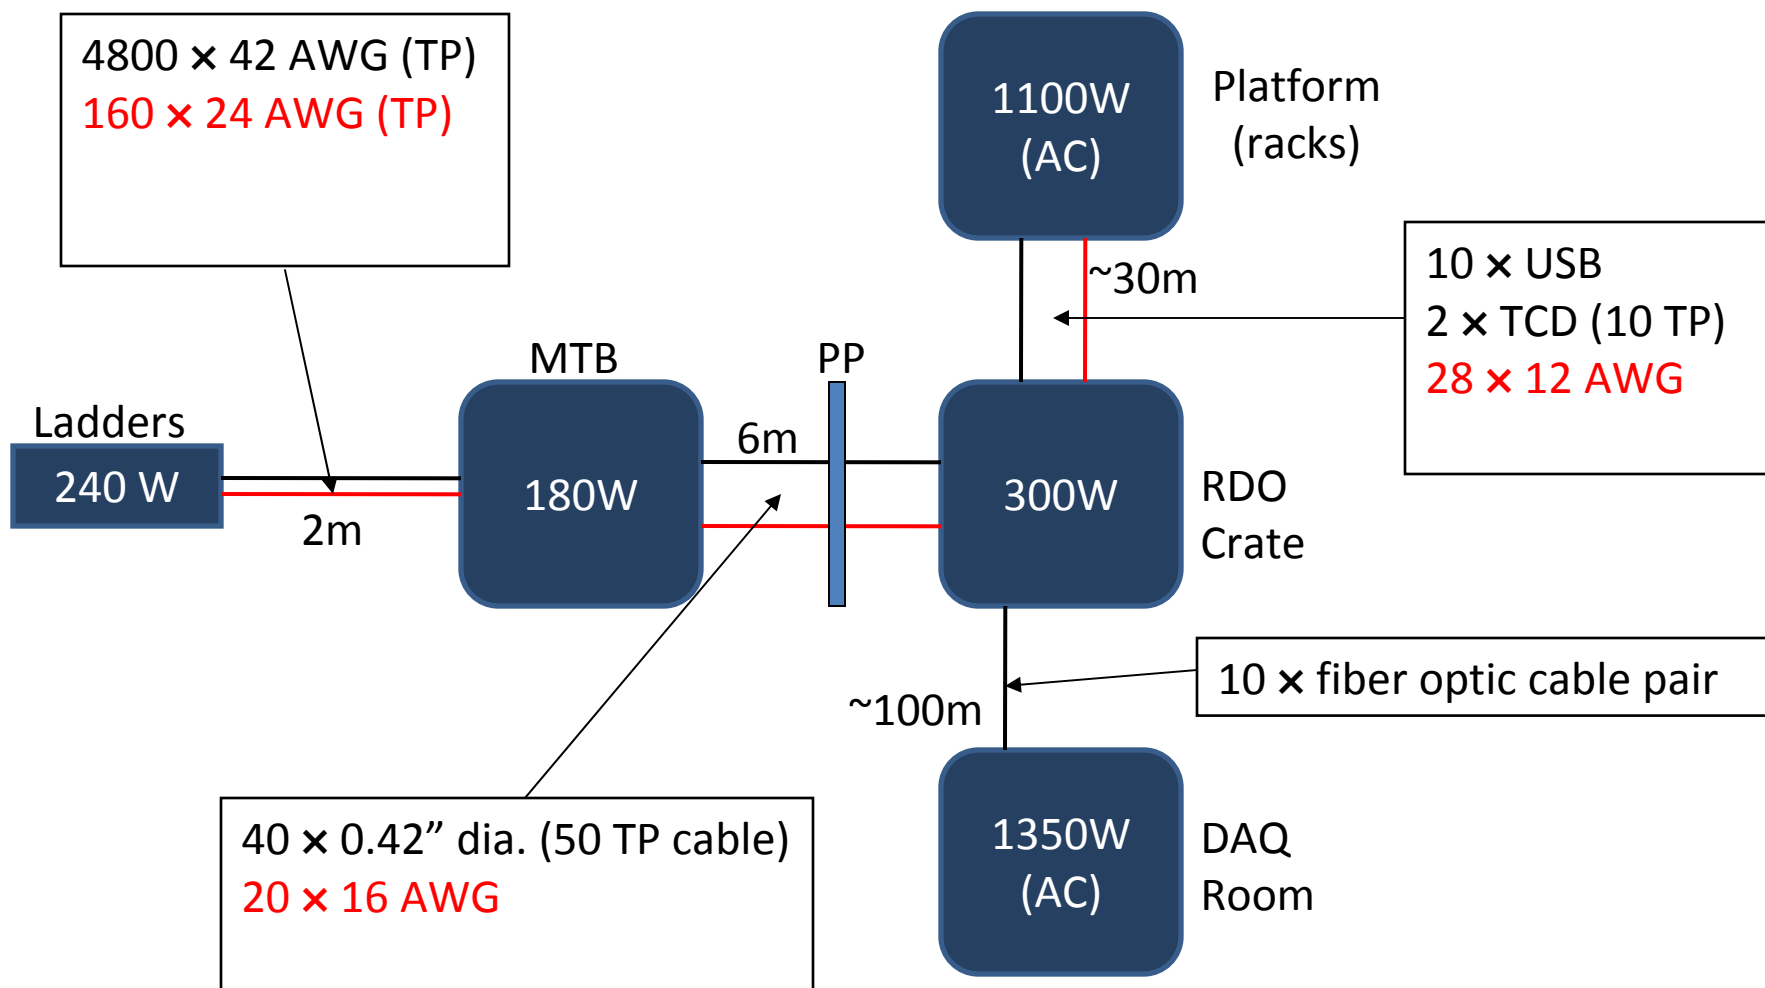 4800 × 42 AWG (TP)
160 × 24 AWG (TP)
1100W
(AC)
Platform
(racks)
~30m
10 × USB
2 × TCD (10 TP)
28 × 12 AWG
MTB
PP
Ladders
240 W
2m
180W
6m
300W
RDO
Crate
10 × fiber optic cable pair
~100m
40 × 0.42” dia. (50 TP cable)
20 × 16 AWG
1350W
(AC)
DAQ
Room